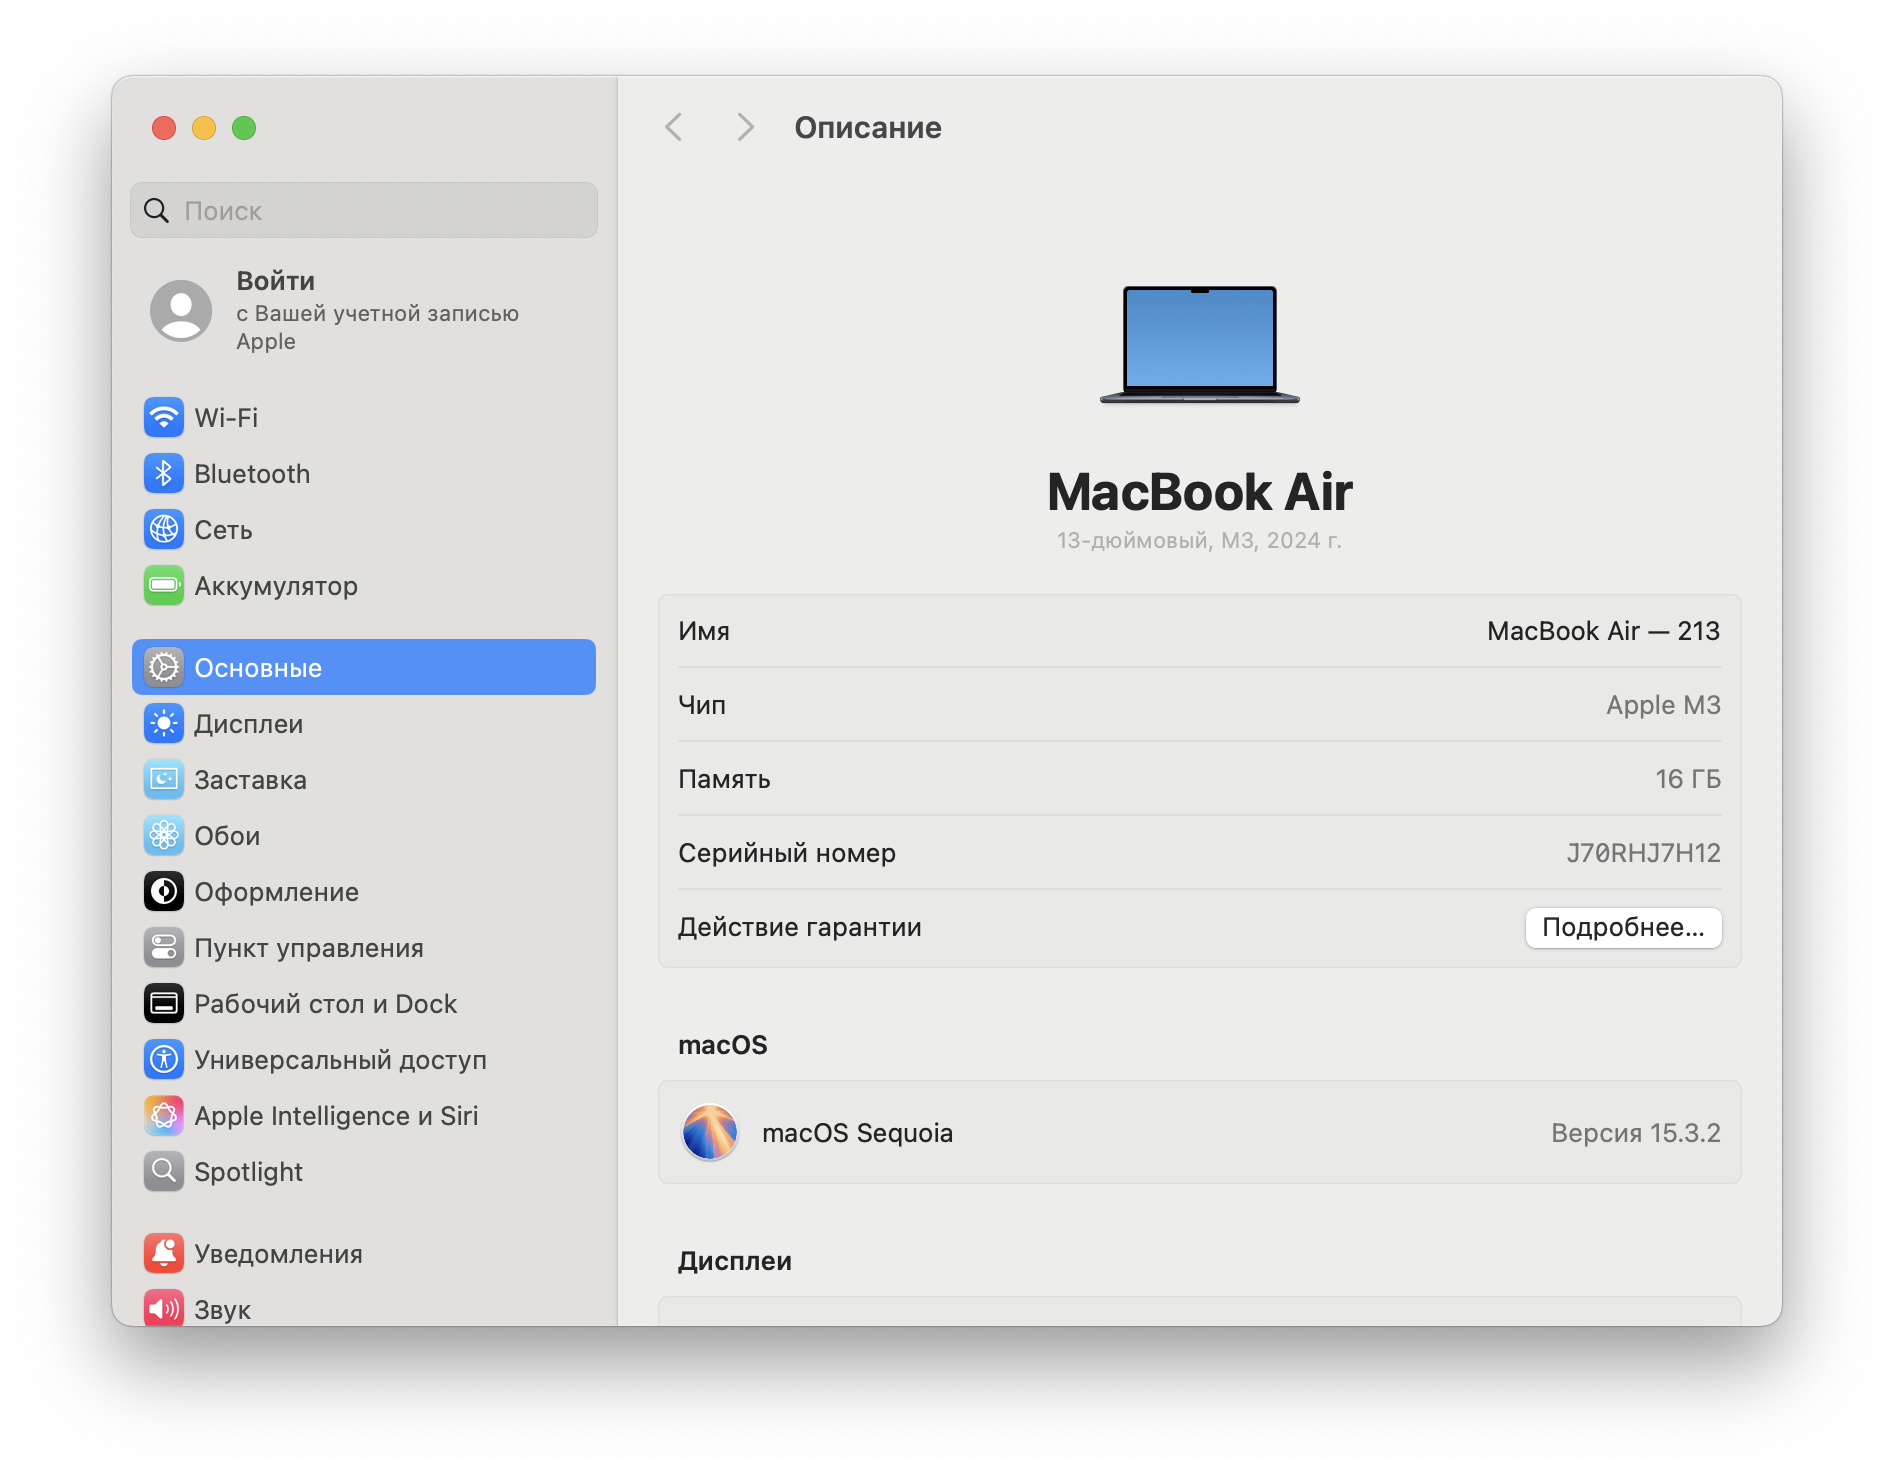 Описание
Поиск
Войти
с Вашей учетной записью
Apple
Wi-Fi
Bluetooth
Сеть
Аккумулятор
Основные
Дисплеи
Заставка
Обои
Оформление
Пункт управления
Рабочий стол и Dock
Универсальный доступ
Apple Intelligence и Siri
Spotlight
Уведомления
Звук
MacBook Air
13-дюймовый, M3, 2024 г.
Имя MacBook Air — 213
Чип Apple M3
Память 16 ГБ
Серийный номер J70RHJ7H12
Действие гарантии Подробнее...
macOS
macOS Sequoia Версия 15.3.2
Дисплеи